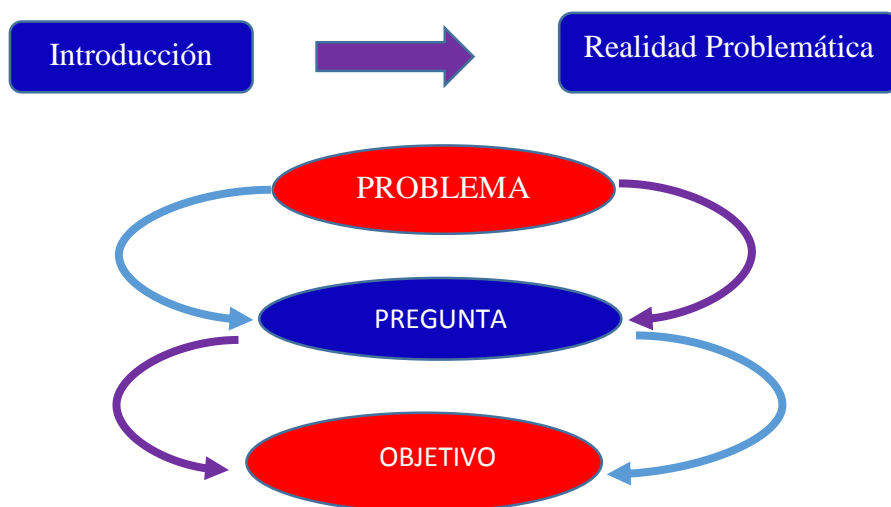 Introducción
Realidad Problemática
PROBLEMA
PREGUNTA
OBJETIVO